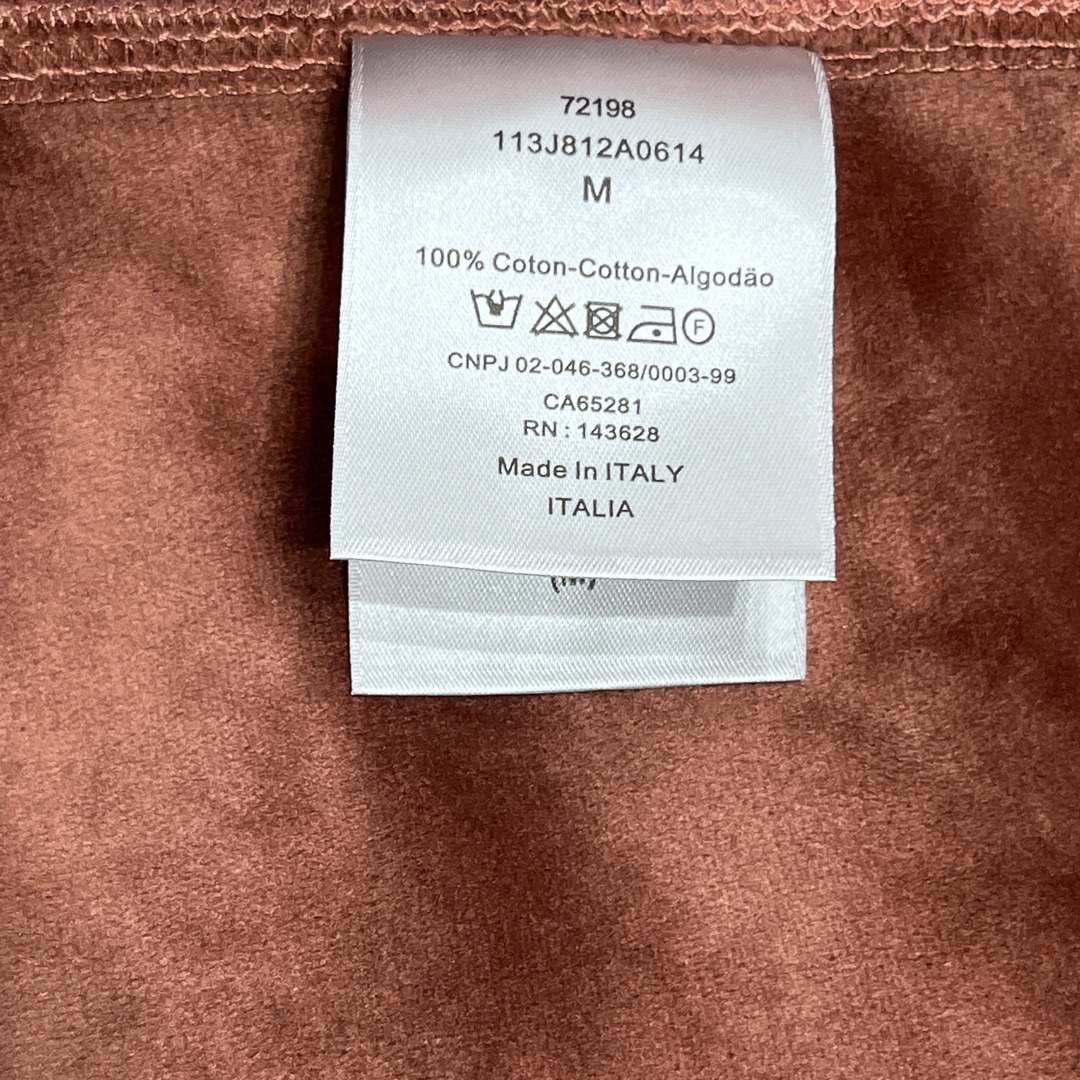 72198
113J812A0614
M
100% Coton-Cotton-Algodão
F
CNPJ 02-046-368/0003-99
CA65281
RN : 143628
Made In ITALY
ITALIA